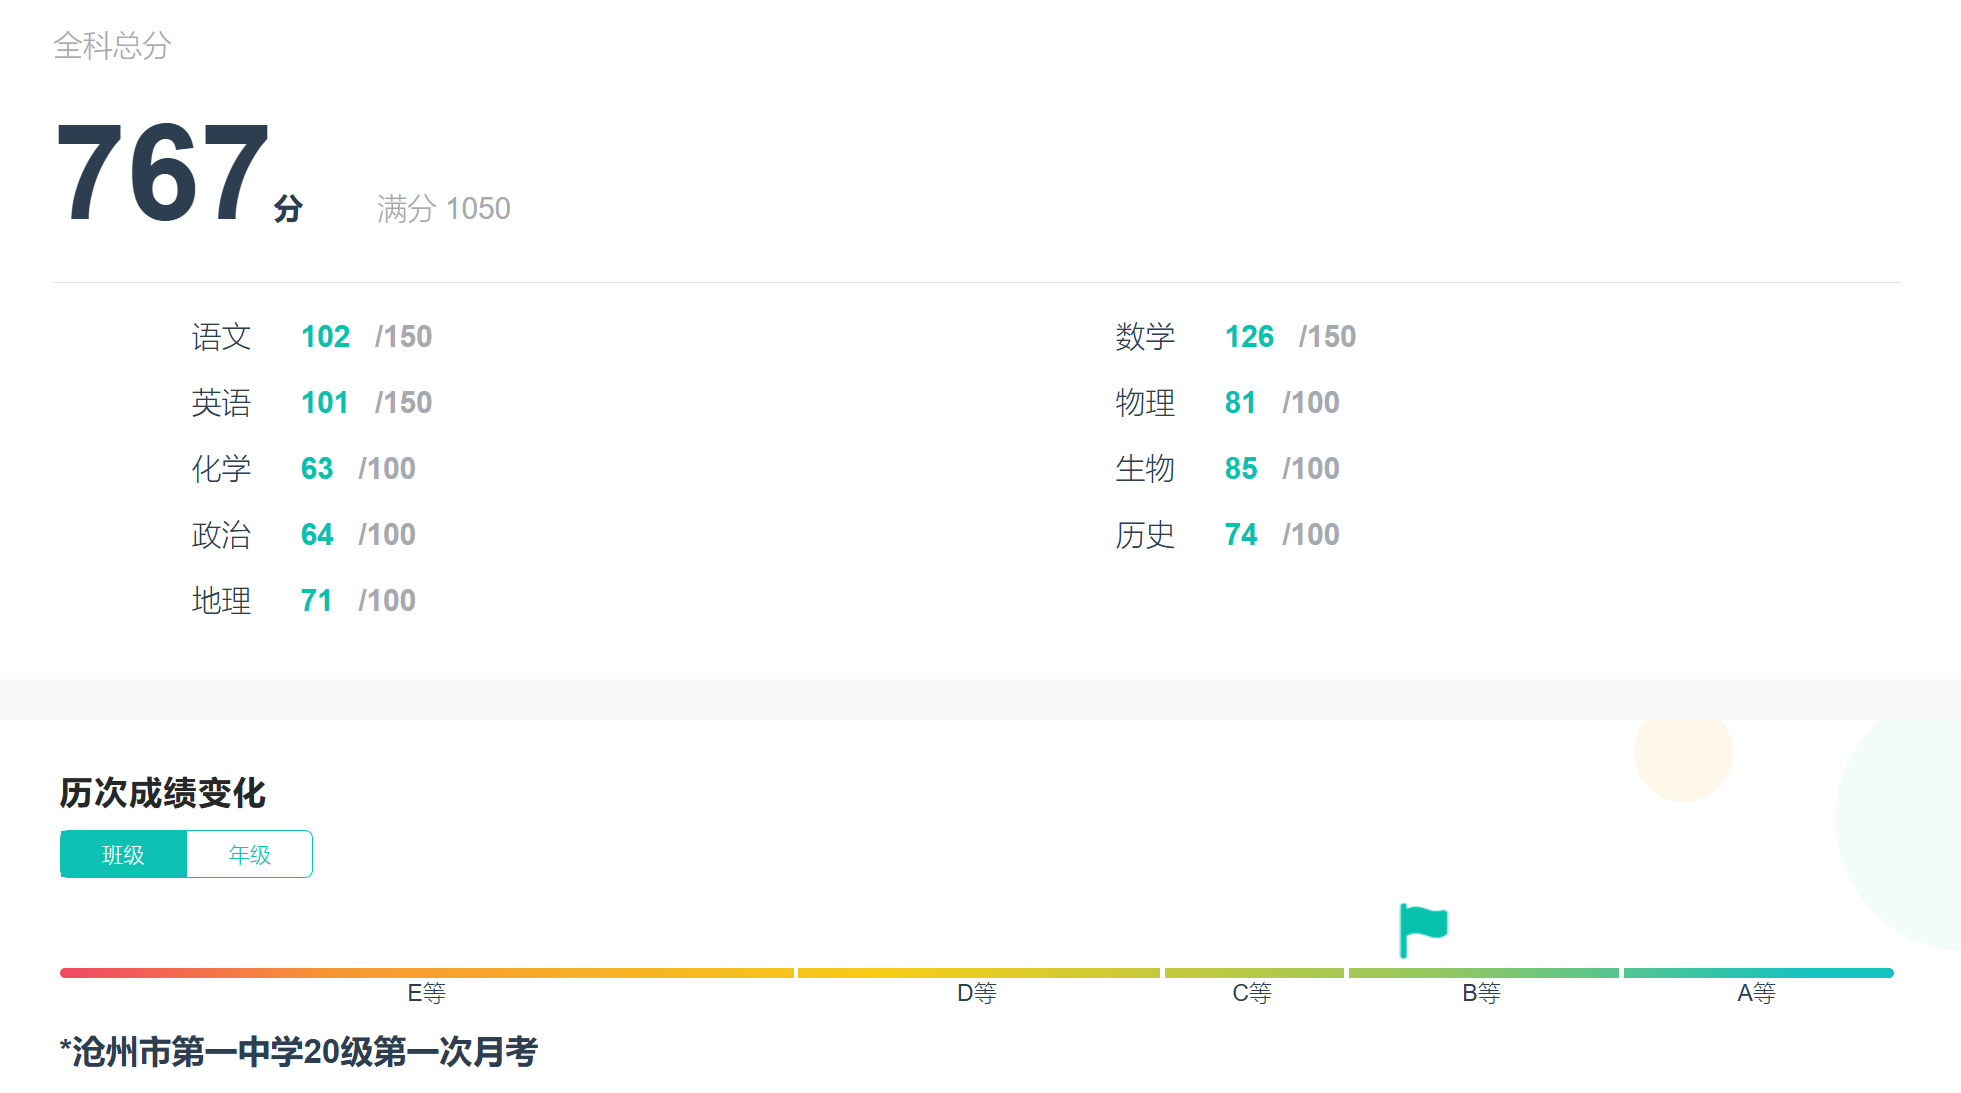 全科总分
767分 满分 1050
语文 102 /150 数学 126 /150
英语 101 /150 物理 81 /100
化学 63 /100 生物 85 /100
政治 64 /100 历史 74 /100
地理 71 /100
历次成绩变化
班级 年级
E等 D等 C等 B等 A等
*沧州市第一中学20级第一次月考